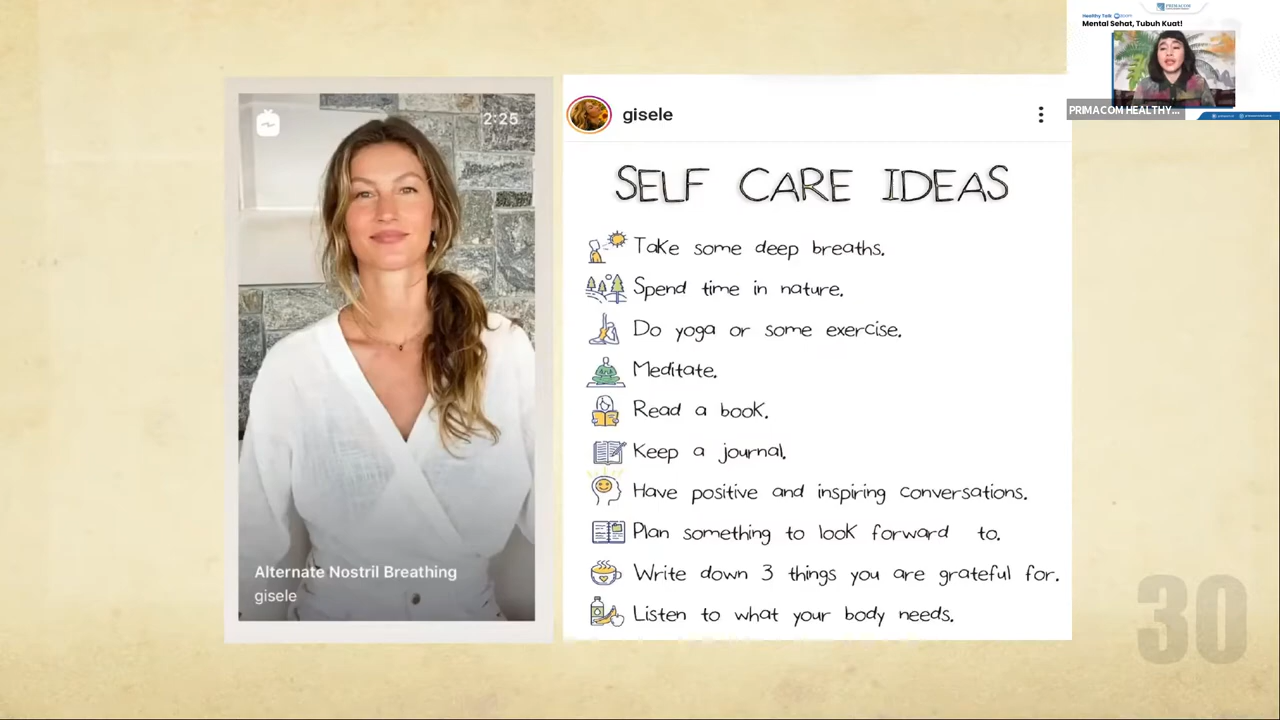 2:25
Alternate Nostril Breathing
gisele
gisele
SELF CARE IDEAS
Take some deep breaths.
Spend time in nature.
Do yoga or some exercise.
Meditate.
Read a book.
Keep a journal.
Have positive and inspiring conversations.
Plan something to look forward to.
Write down 3 things you are grateful for.
Listen to what your body needs.
30
PRIMACOM
Healthy Talk zoom
Mental Sehat, Tubuh Kuat!
PRIMACOM HEALTHY...